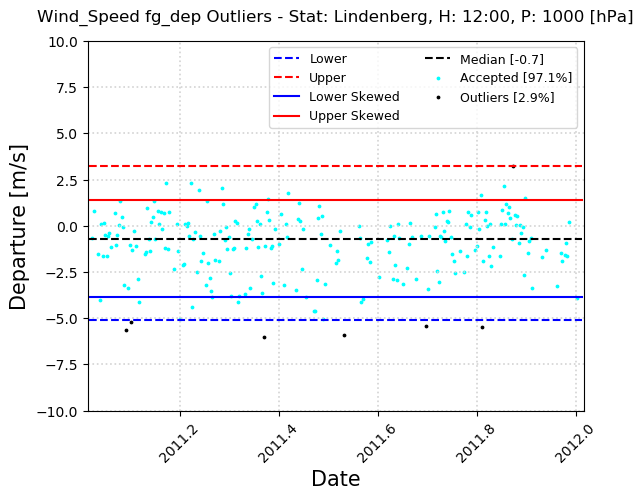 Wind_Speed fg_dep Outliers - Stat: Lindenberg, H: 12:00, P: 1000 [hPa]
10.0
7.5
5.0
2.5
0.0
−2.5
−5.0
−7.5
−10.0
Departure [m/s]
Lower
Upper
Lower Skewed
Upper Skewed
Median [-0.7]
Accepted [97.1%]
Outliers [2.9%]
2011.2
2011.4
2011.6
2011.8
2012.0
Date